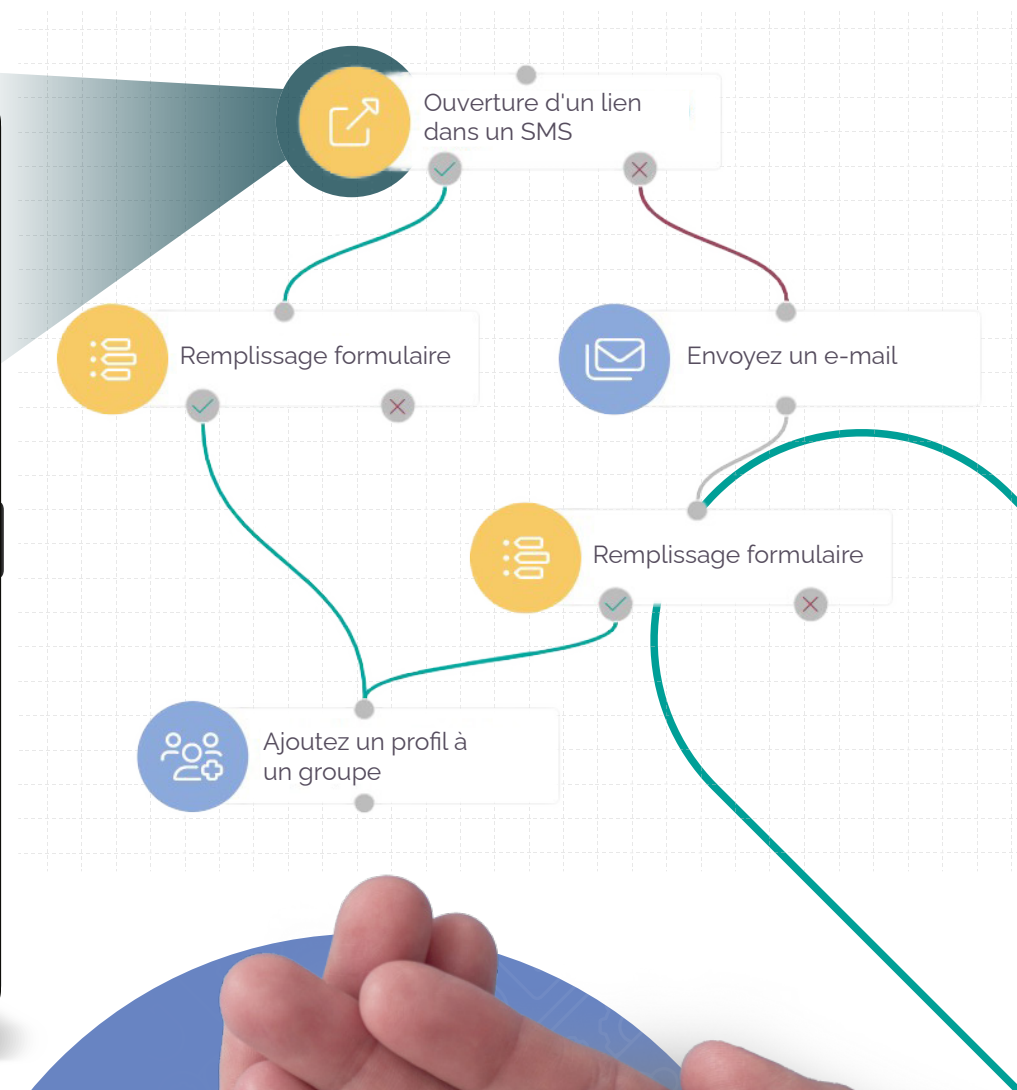 Ouverture d'un lien
dans un SMS
Remplissage formulaire
Envoyez un e-mail
Remplissage formulaire
Ajoutez un profil à
un groupe